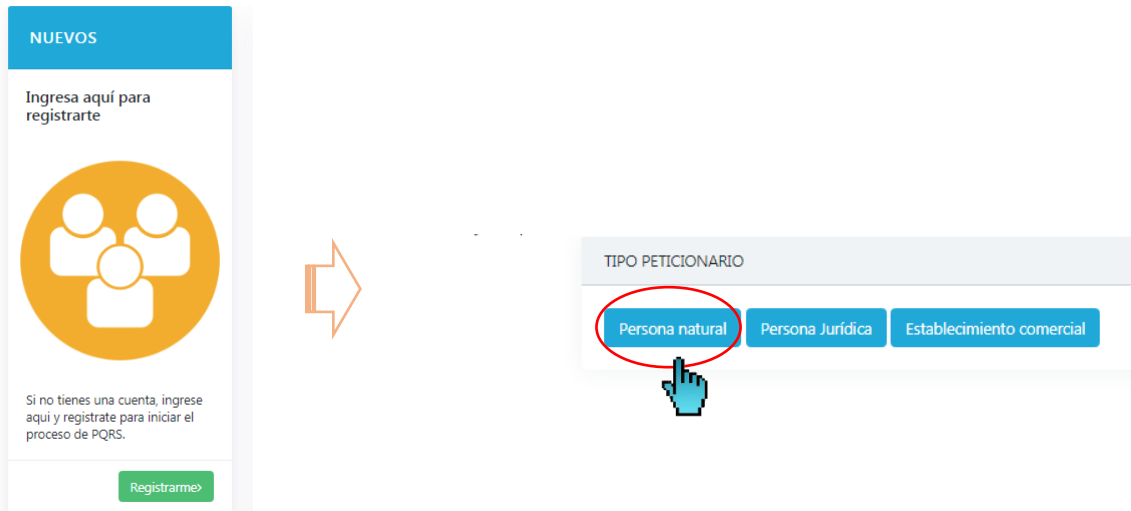 NUEVOS
Ingresa aquí para
registrarte
Si no tienes una cuenta, ingrese
aqui y registrate para iniciar el
proceso de PQRS.
Registrarme>
TIPO PETICIONARIO
Persona natural Persona Jurídica Establecimiento comercial